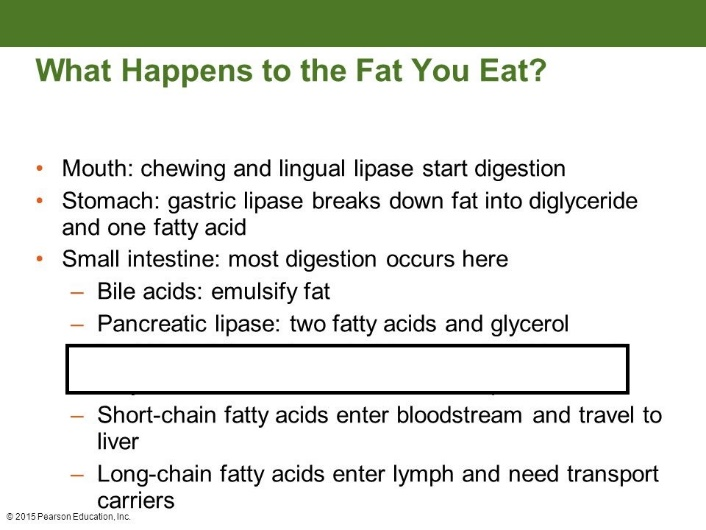 What Happens to the Fat You Eat?
• Mouth: chewing and lingual lipase start digestion
• Stomach: gastric lipase breaks down fat into diglyceride
and one fatty acid
• Small intestine: most digestion occurs here
– Bile acids: emulsify fat
– Pancreatic lipase: two fatty acids and glycerol
– Short-chain fatty acids enter bloodstream and travel to
liver
– Long-chain fatty acids enter lymph and need transport
carriers
© 2015 Pearson Education, Inc.